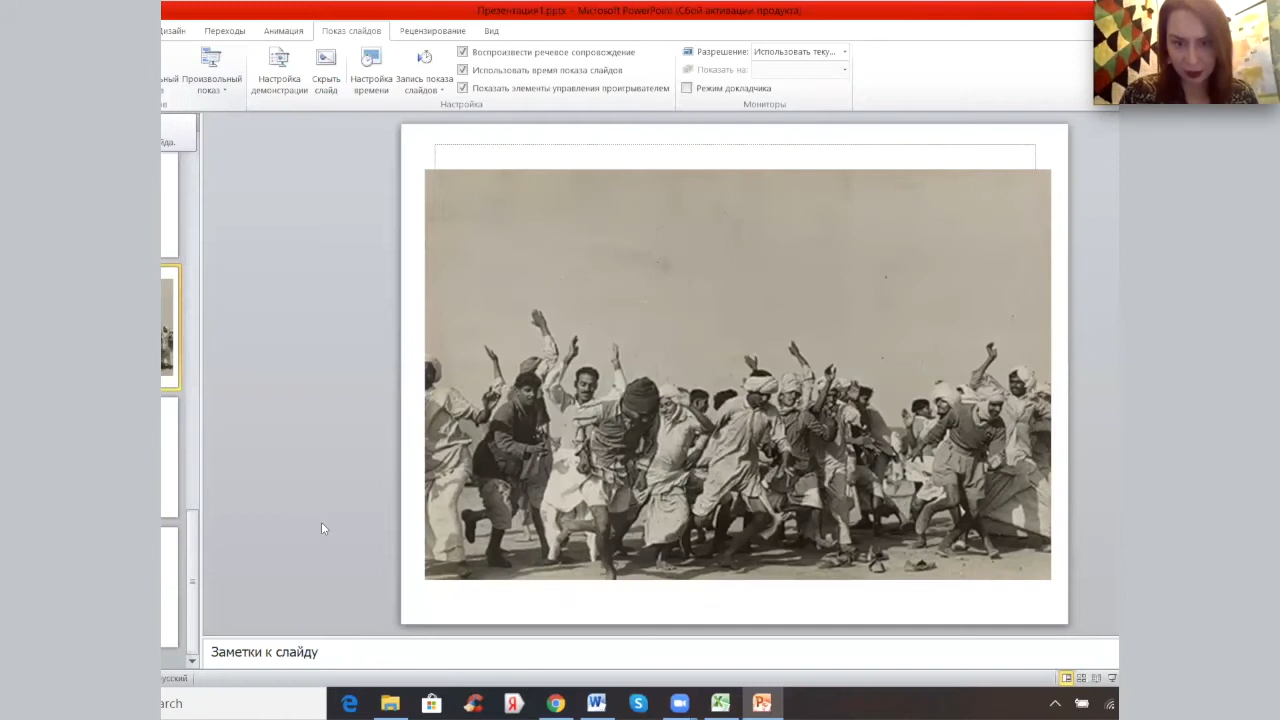 Презентация1.pptx - Microsoft PowerPoint (Сбой активации продукта)
Дизайн Переходы Анимация Показ слайдов Рецензирование Вид
Произвольный показ
Настройка демонстрации
Скрыть слайд
Настройка времени
Запись показа слайдов
Воспроизвести речевое сопровождение
Использовать время показа слайдов
Показать элементы управления проигрывателем
Настройка
Разрешение: Использовать теку...
Показать на:
Режим докладчика
Мониторы
Заметки к слайду